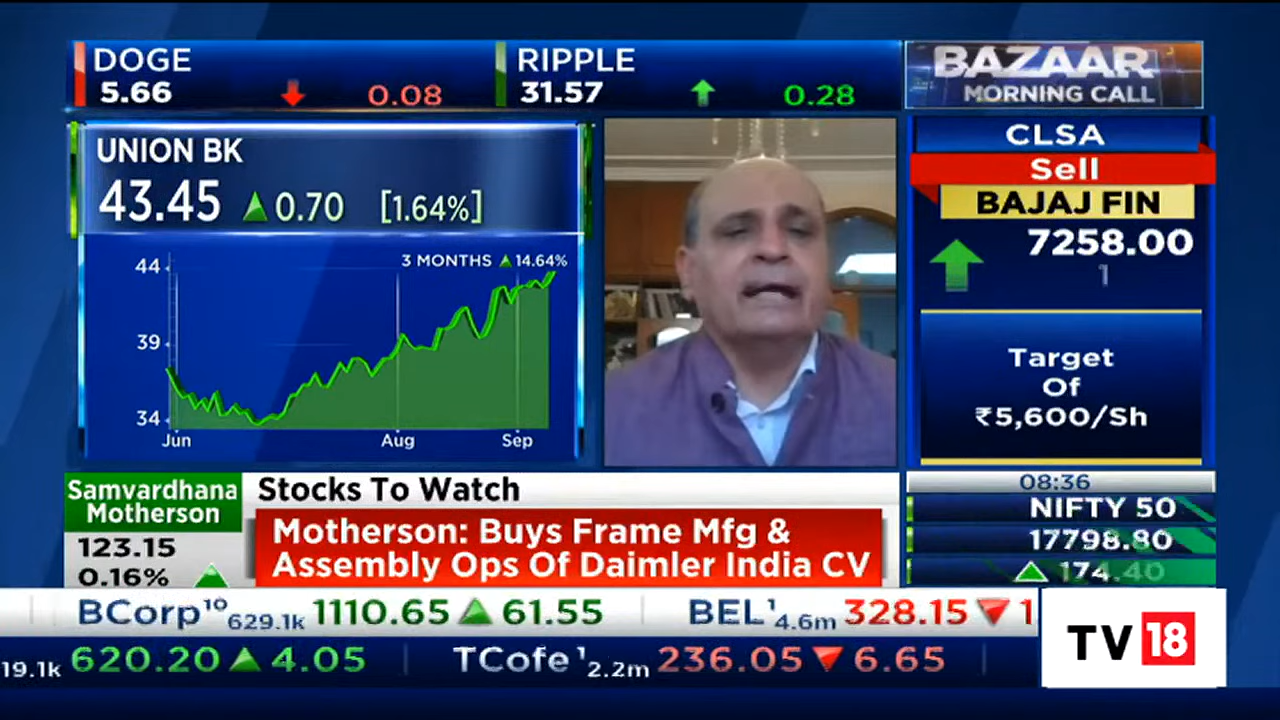 DOGE
5.66 0.08
RIPPLE
31.57 0.28
BAZAAR
MORNING CALL
UNION BK
43.45 0.70 [1.64%]
3 MONTHS 14.64%
44
39
34
Jun Aug Sep
CLSA
Sell
BAJAJ FIN
7258.00
1
Target
Of
₹5,600/Sh
08:36
NIFTY 50
17798.80
174.40
Samvardhana
Motherson
123.15
0.16%
Stocks To Watch
Motherson: Buys Frame Mfg &
Assembly Ops Of Daimler India CV
BCorp 10 629.1k 1110.65 61.55 BEL 1 4.6m 328.15 1
19.1k 620.20 4.05 TCofe 1 2.2m 236.05 6.65
TV18